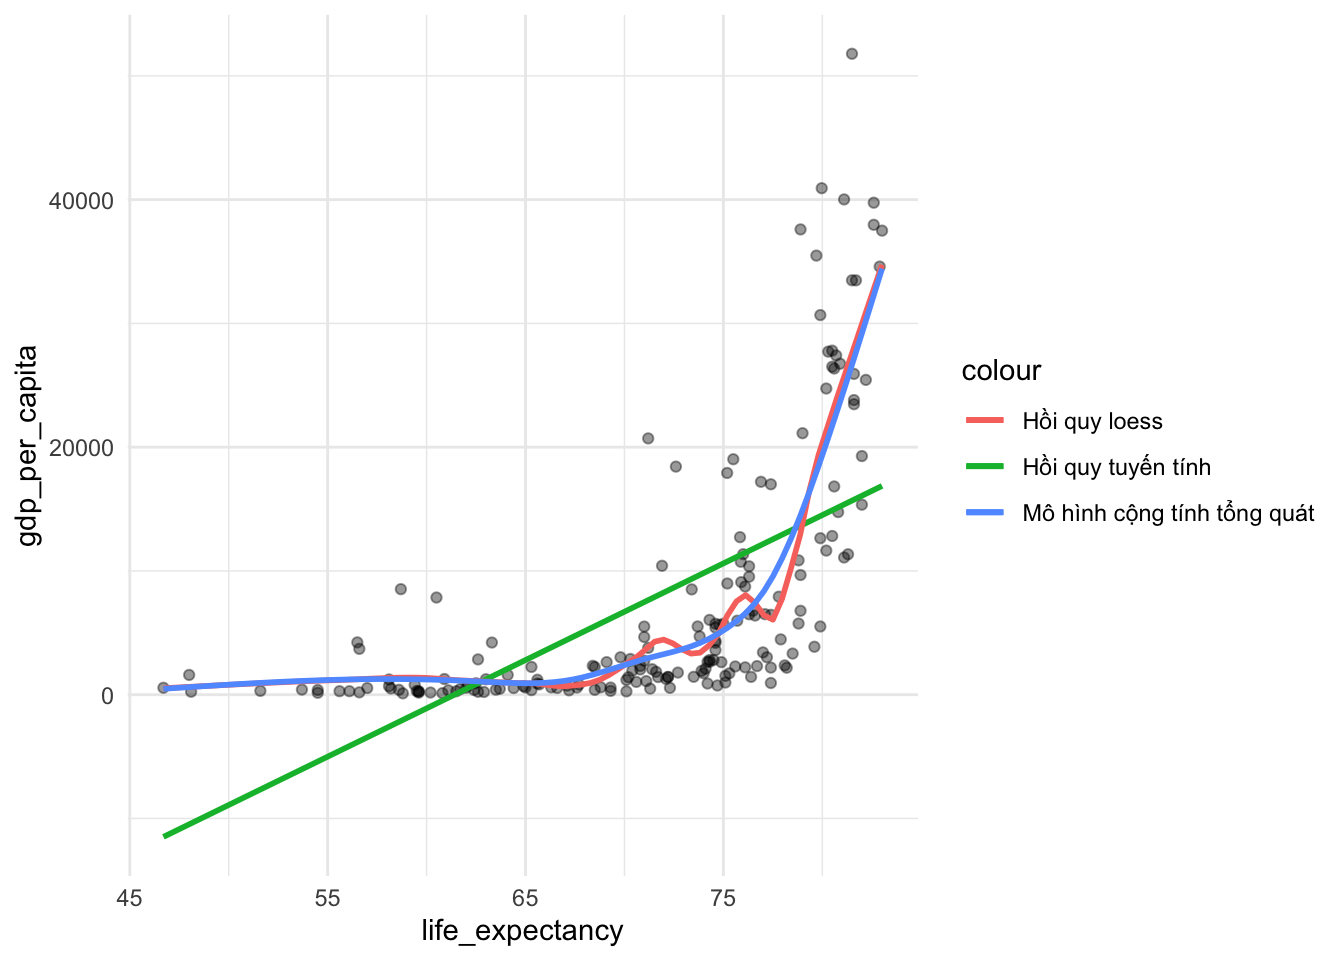 gdp_per_capita
40000
20000
0
45
55
65
75
life_expectancy
colour
Hồi quy loess
Hồi quy tuyến tính
Mô hình cộng tính tổng quát